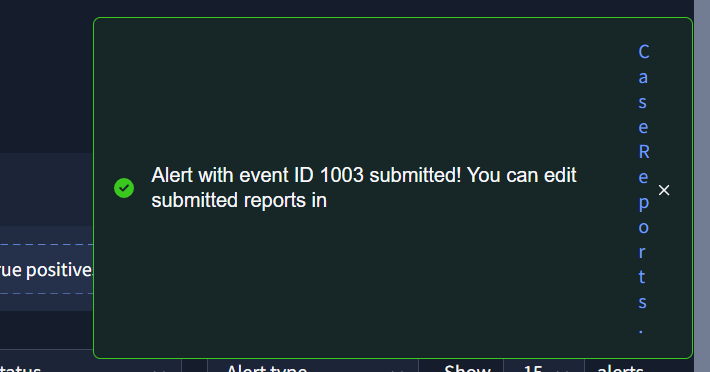 Alert with event ID 1003 submitted! You can edit
submitted reports in
C
a
s
e
R
e
p
o
r
t
s
.
rue positive
tatus
Alert type
Show
15
alerts